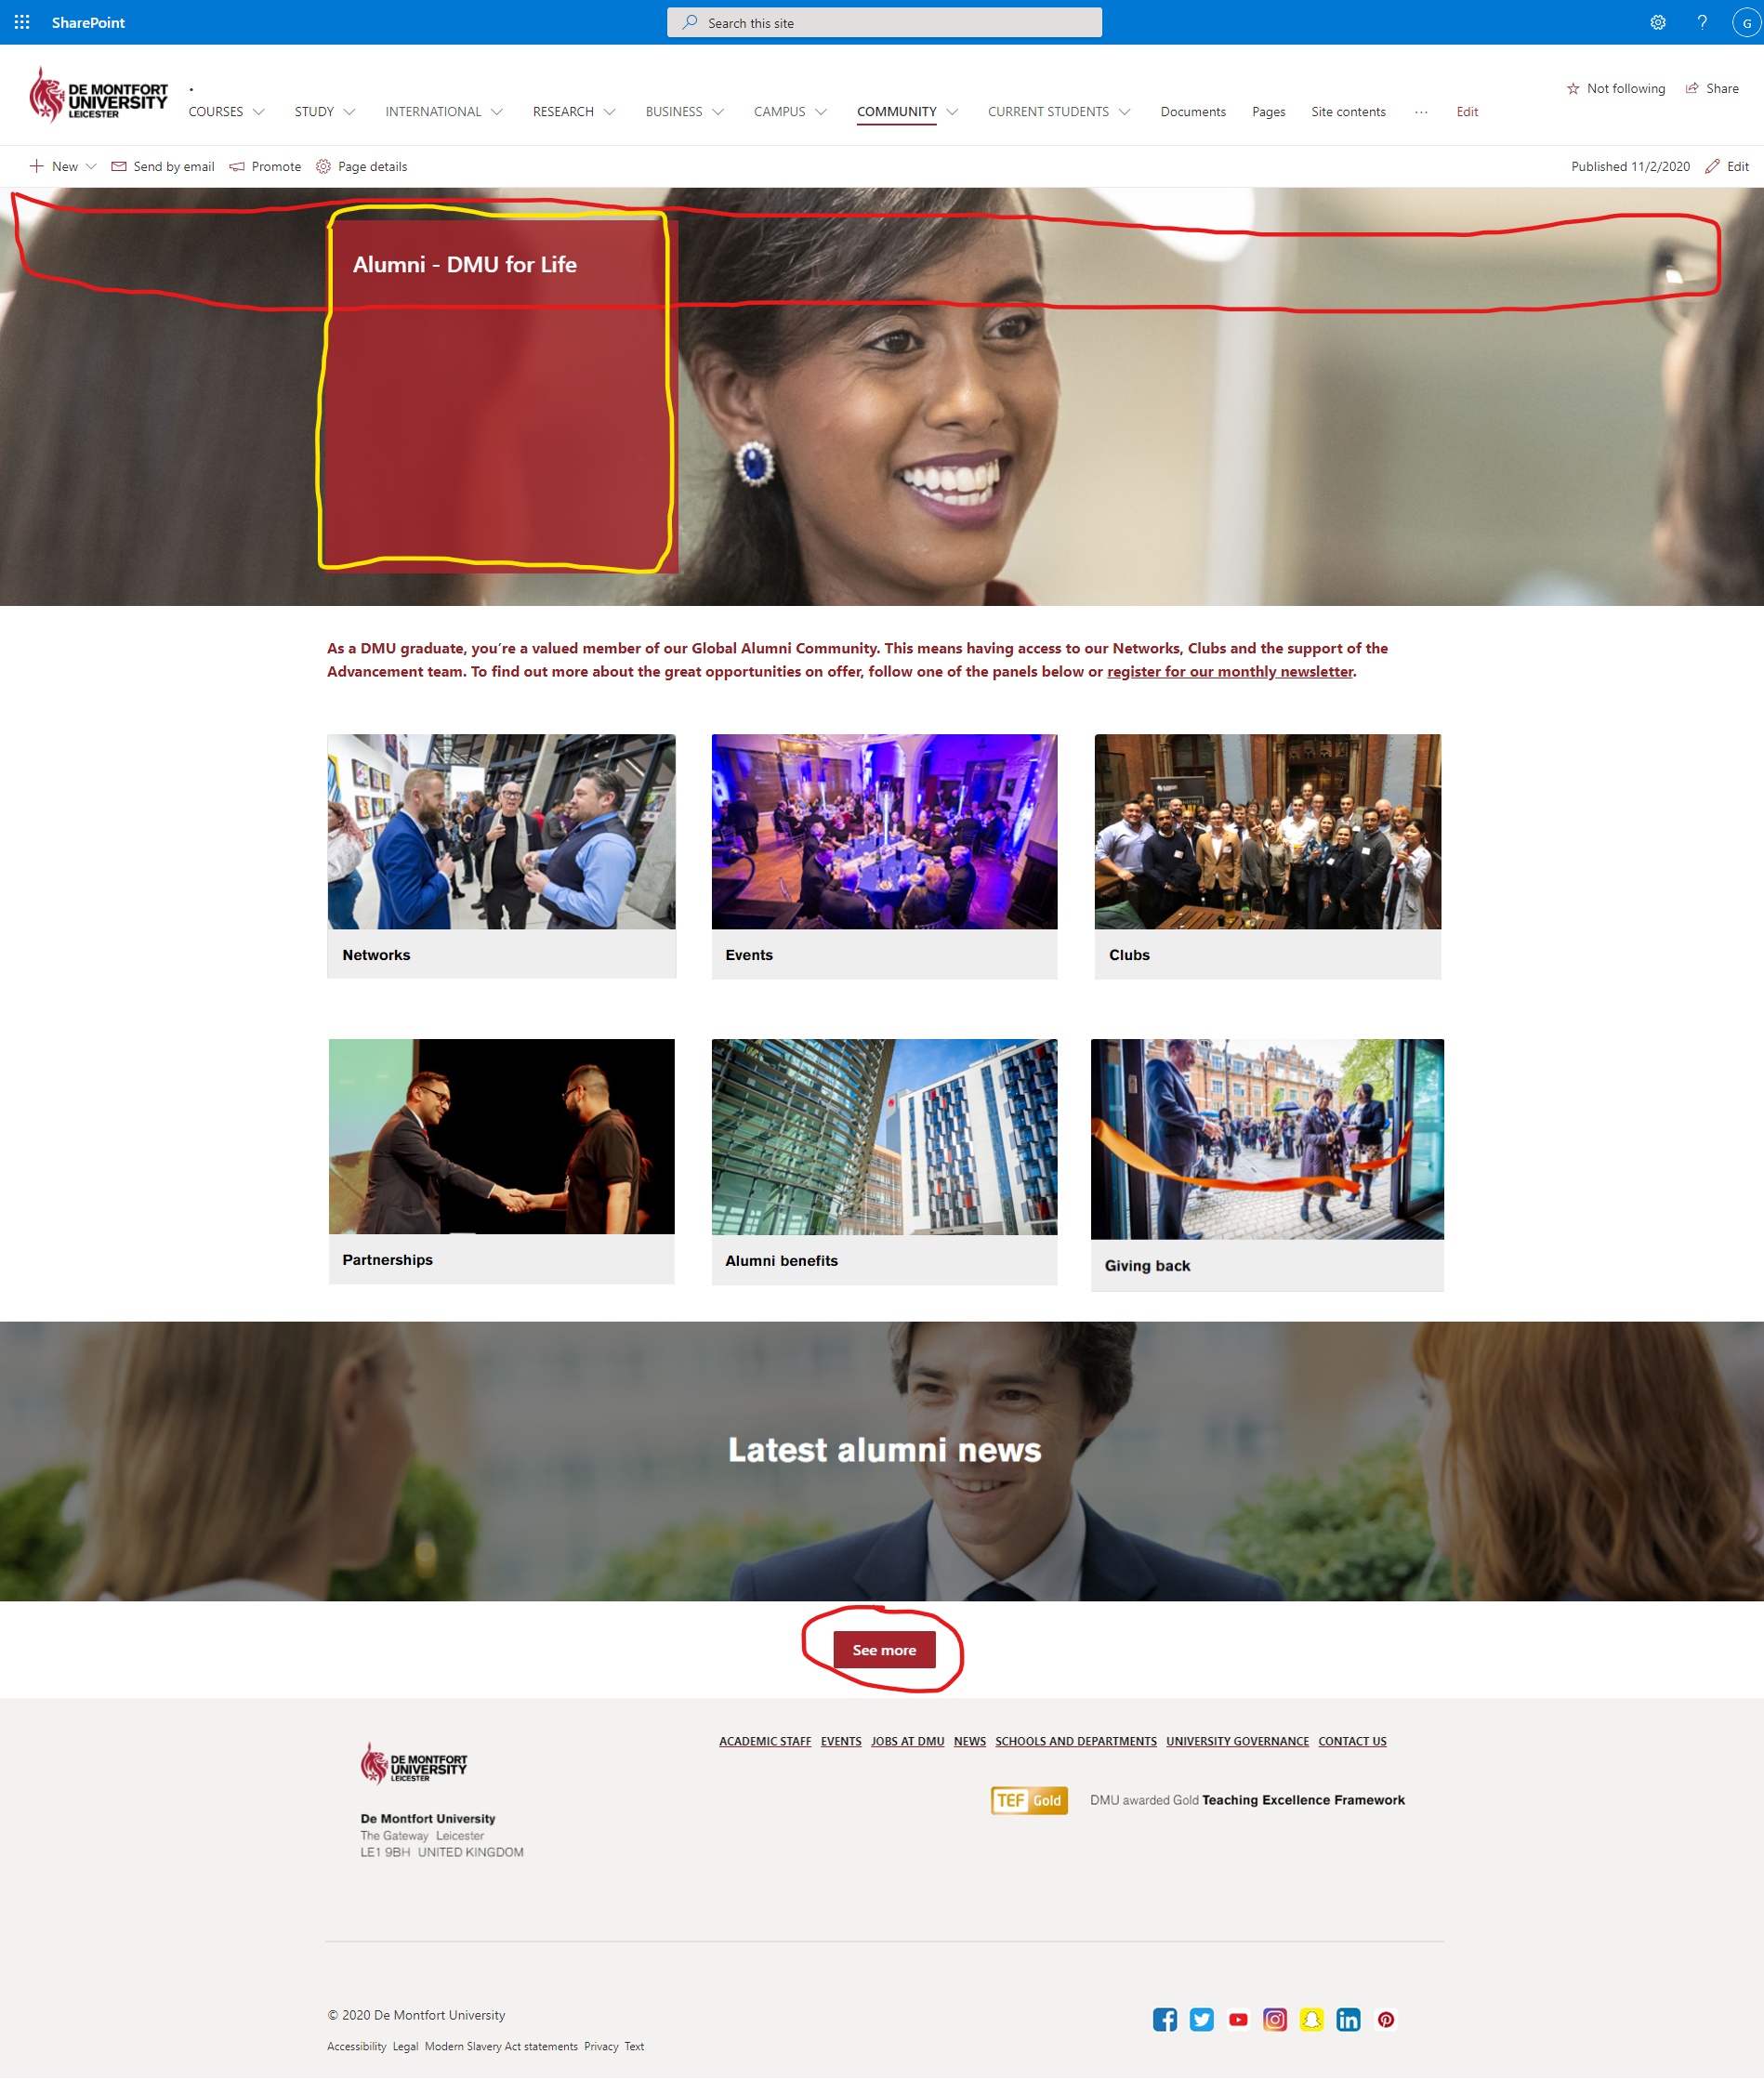 SharePoint
Search this site
G
DE MONTFORT
UNIVERSITY
LEICESTER
.
Not following Share
COURSES STUDY INTERNATIONAL RESEARCH BUSINESS CAMPUS COMMUNITY CURRENT STUDENTS Documents Pages Site contents ... Edit
New Send by email Promote Page details Published 11/2/2020 Edit
Alumni - DMU for Life
As a DMU graduate, you’re a valued member of our Global Alumni Community. This means having access to our Networks, Clubs and the support of the
Advancement team. To find out more about the great opportunities on offer, follow one of the panels below or register for our monthly newsletter.
Networks Events Clubs
Partnerships Alumni benefits Giving back
Latest alumni news
See more
ACADEMIC STAFF EVENTS JOBS AT DMU NEWS SCHOOLS AND DEPARTMENTS UNIVERSITY GOVERNANCE CONTACT US
DE MONTFORT
UNIVERSITY
LEICESTER
TEF Gold DMU awarded Gold Teaching Excellence Framework
De Montfort University
The Gateway Leicester
LE1 9BH UNITED KINGDOM
© 2020 De Montfort University
Accessibility Legal Modern Slavery Act statements Privacy Text